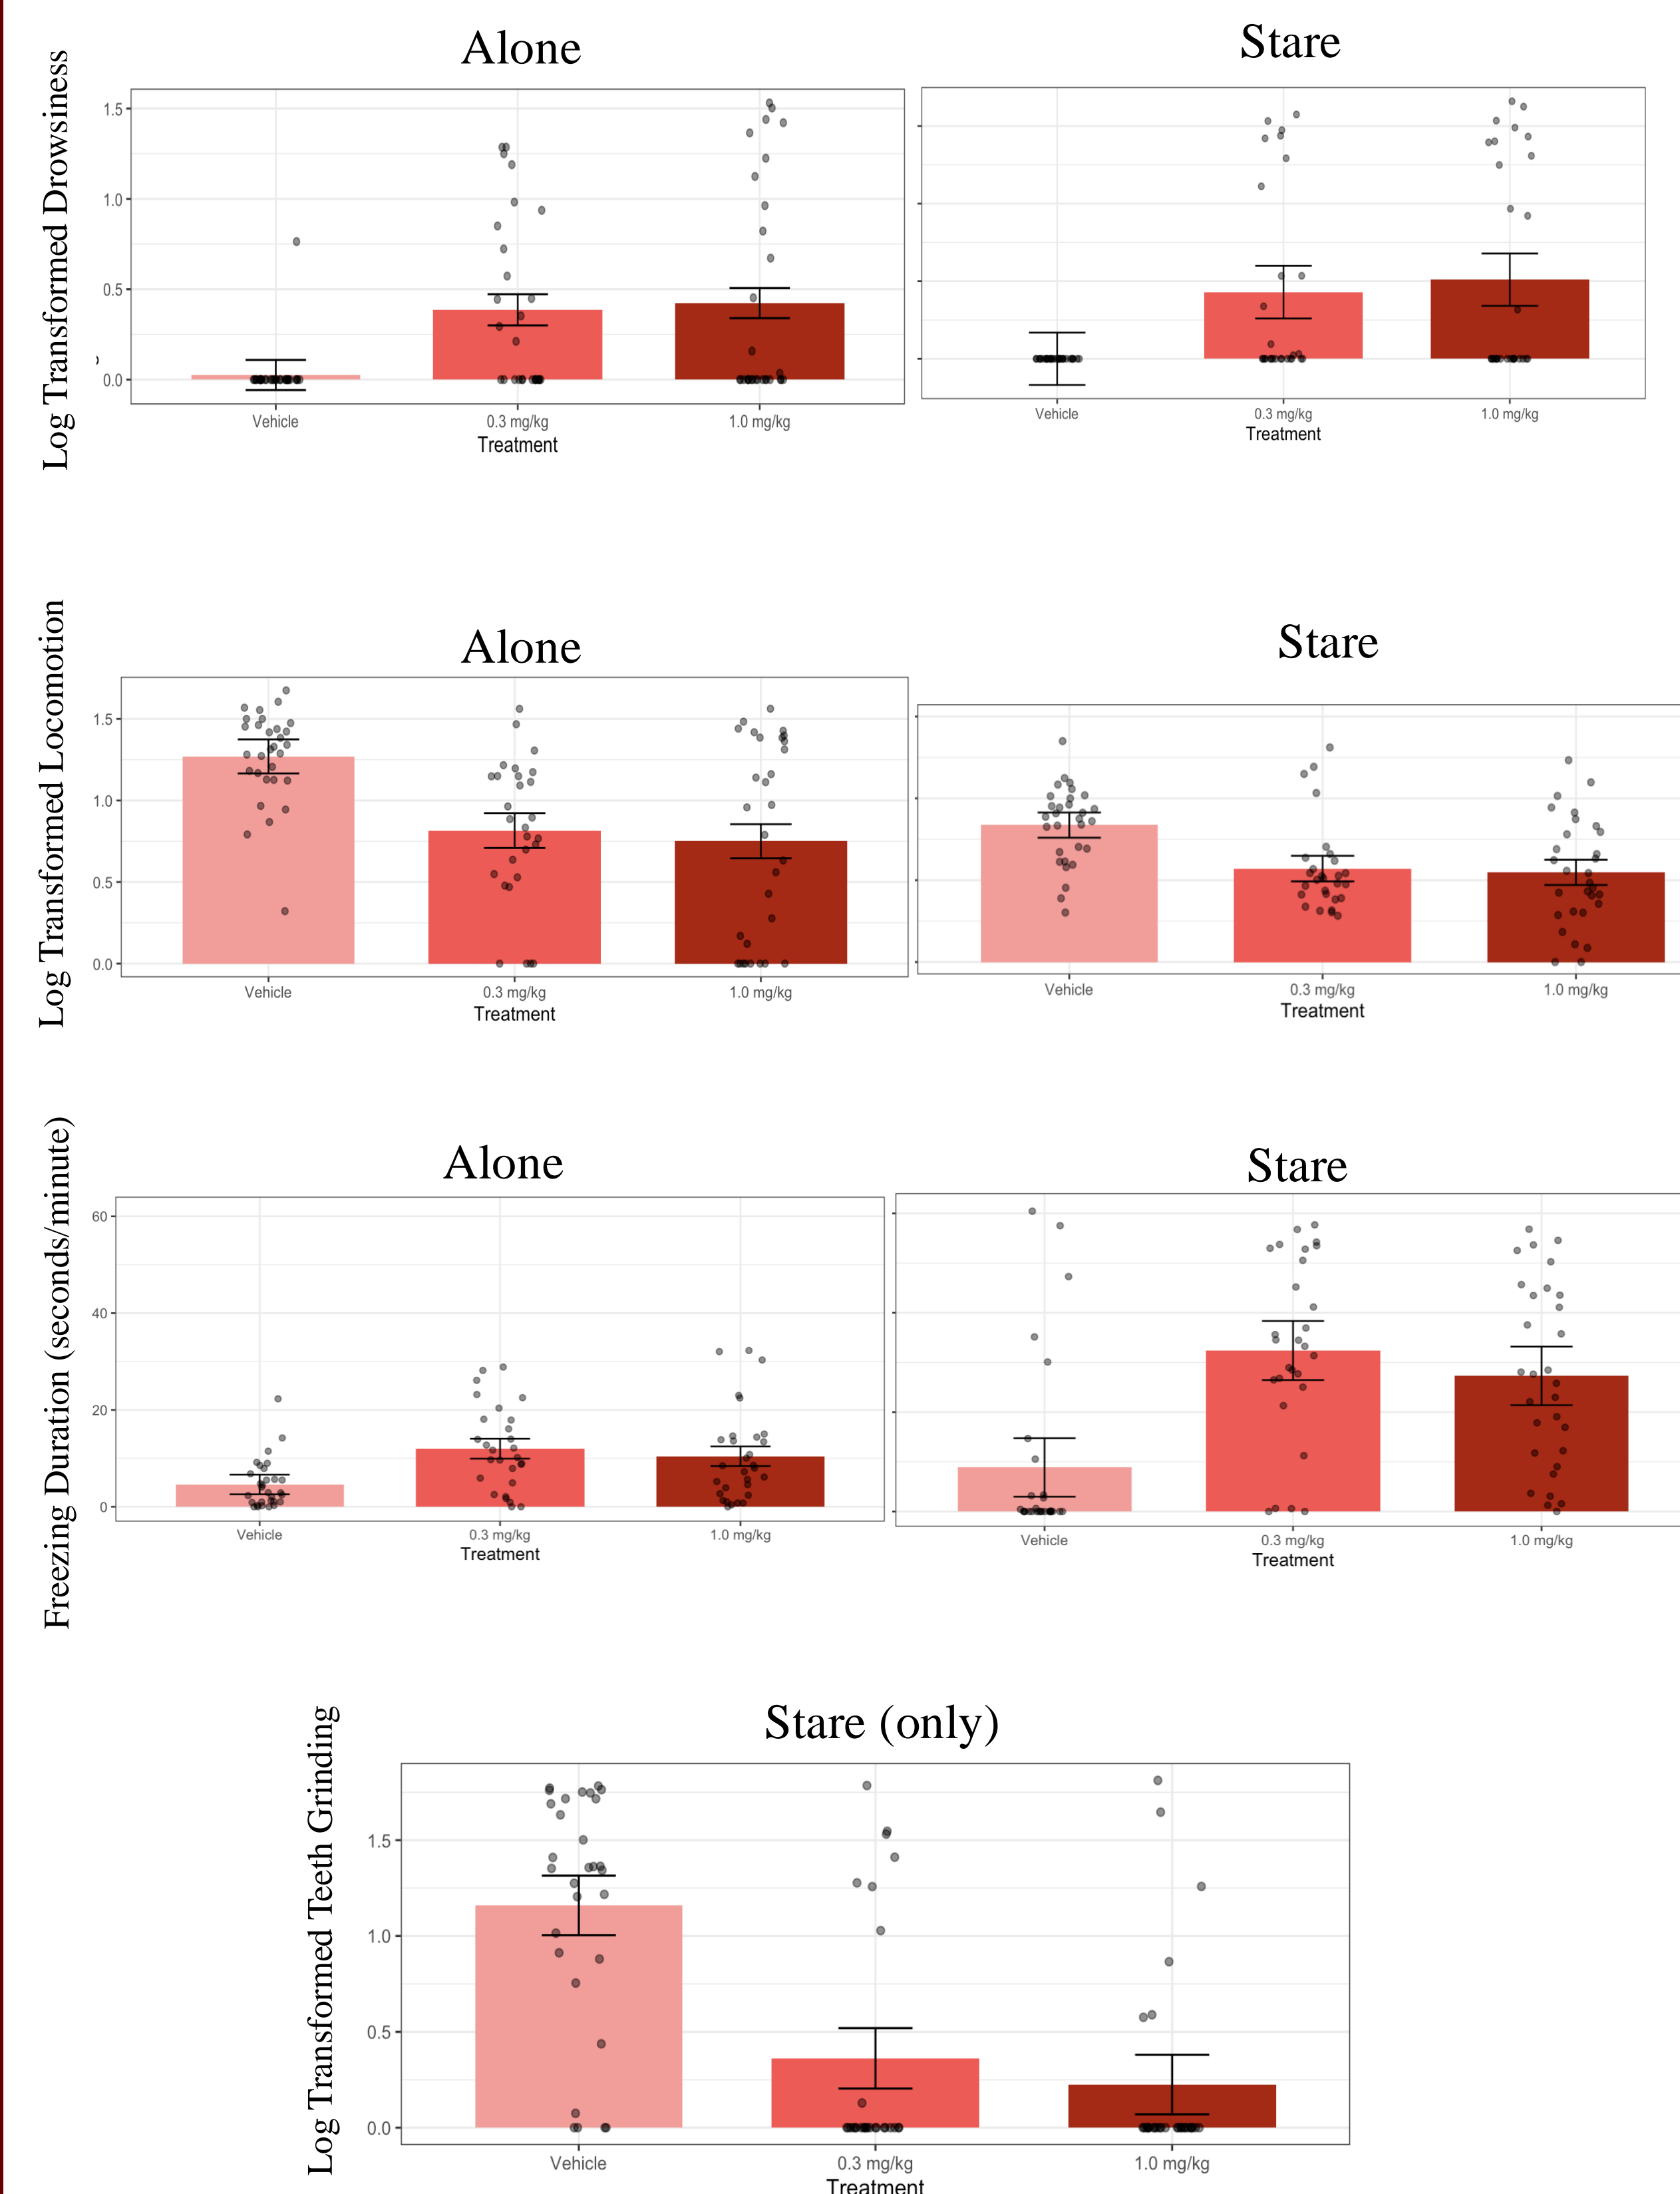 Alone
Stare
Log Transformed Drowsiness
1.5
1.0
0.5
0.0
Vehicle
0.3 mg/kg
1.0 mg/kg
Treatment
Vehicle
0.3 mg/kg
1.0 mg/kg
Treatment
Alone
Stare
Log Transformed Locomotion
1.5
1.0
0.5
0.0
Vehicle
0.3 mg/kg
1.0 mg/kg
Treatment
Vehicle
0.3 mg/kg
1.0 mg/kg
Treatment
Alone
Stare
Freezing Duration (seconds/minute)
60
40
20
0
Vehicle
0.3 mg/kg
1.0 mg/kg
Treatment
Vehicle
0.3 mg/kg
1.0 mg/kg
Treatment
Stare (only)
Log Transformed Teeth Grinding
1.5
1.0
0.5
0.0
Vehicle
0.3 mg/kg
1.0 mg/kg
Treatment